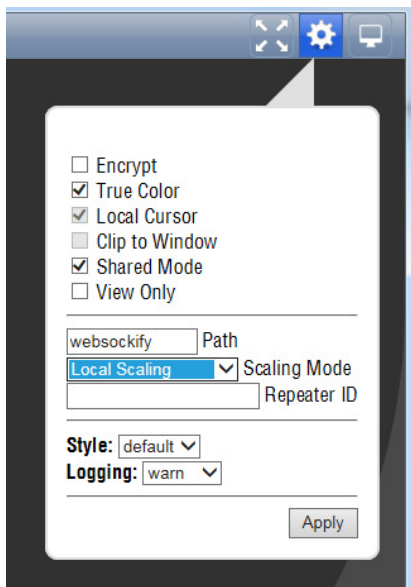 Encrypt
True Color
Local Cursor
Clip to Window
Shared Mode
View Only
websockify Path
Local Scaling Scaling Mode
Repeater ID
Style: default
Logging: warn
Apply